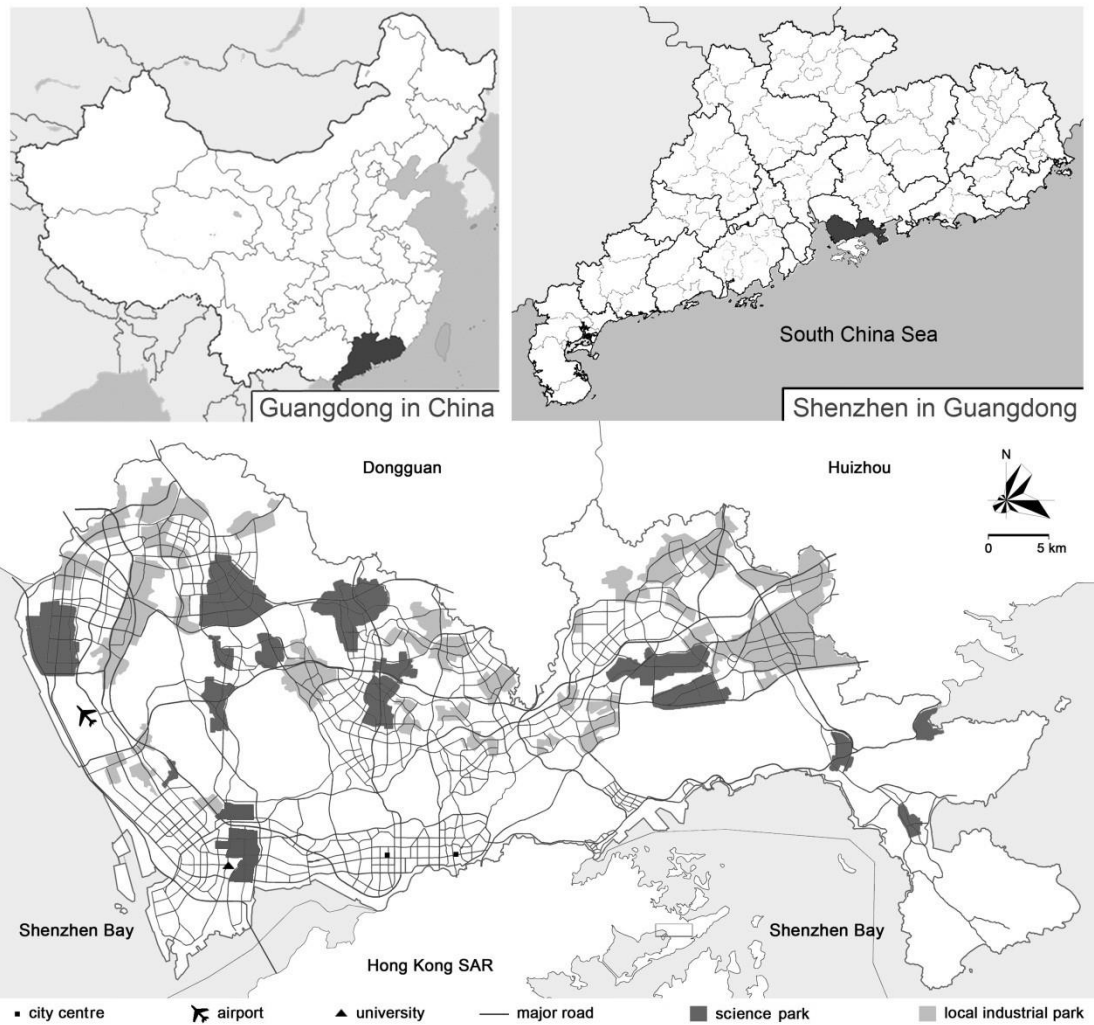 South China Sea
Guangdong in China
Shenzhen in Guangdong
Dongguan
Huizhou
N
0 5 km
Shenzhen Bay
Shenzhen Bay
Hong Kong SAR
city centre
airport
university
major road
science park
local industrial park